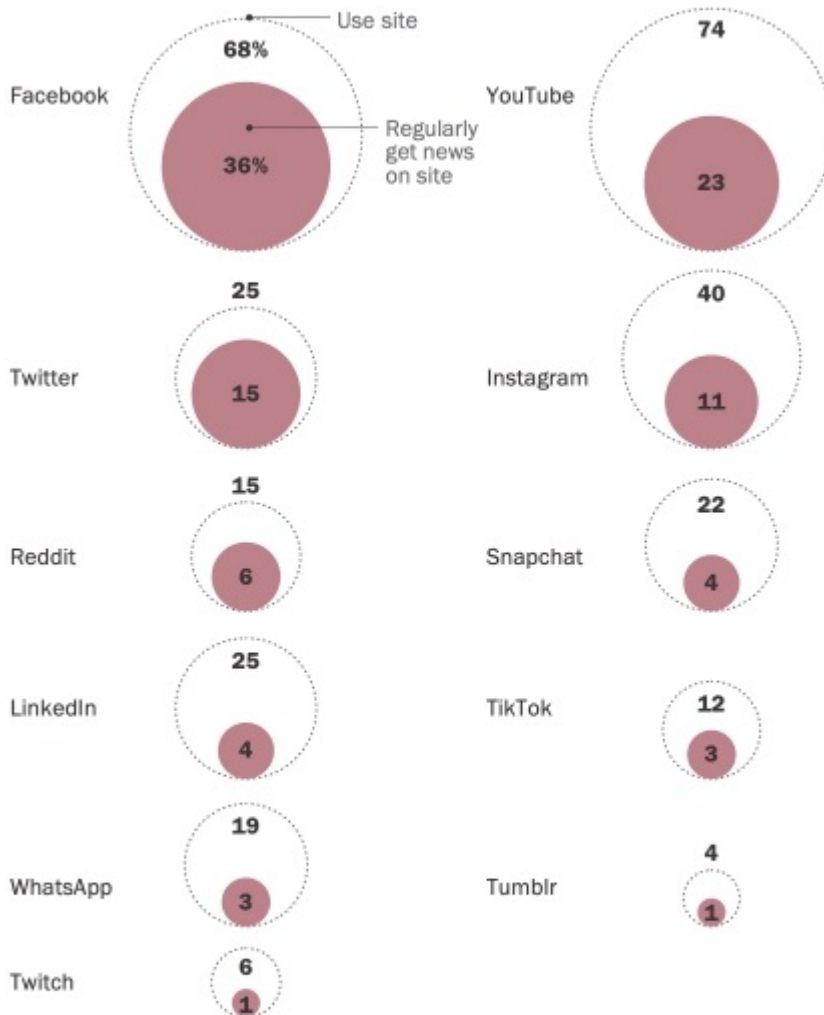 Use site
68%
Facebook
Regularly
get news
on site
36%
74
YouTube
23
25
Twitter
15
40
Instagram
11
15
Reddit
6
22
Snapchat
4
25
LinkedIn
4
12
TikTok
3
19
WhatsApp
3
4
Tumblr
1
6
Twitch
1